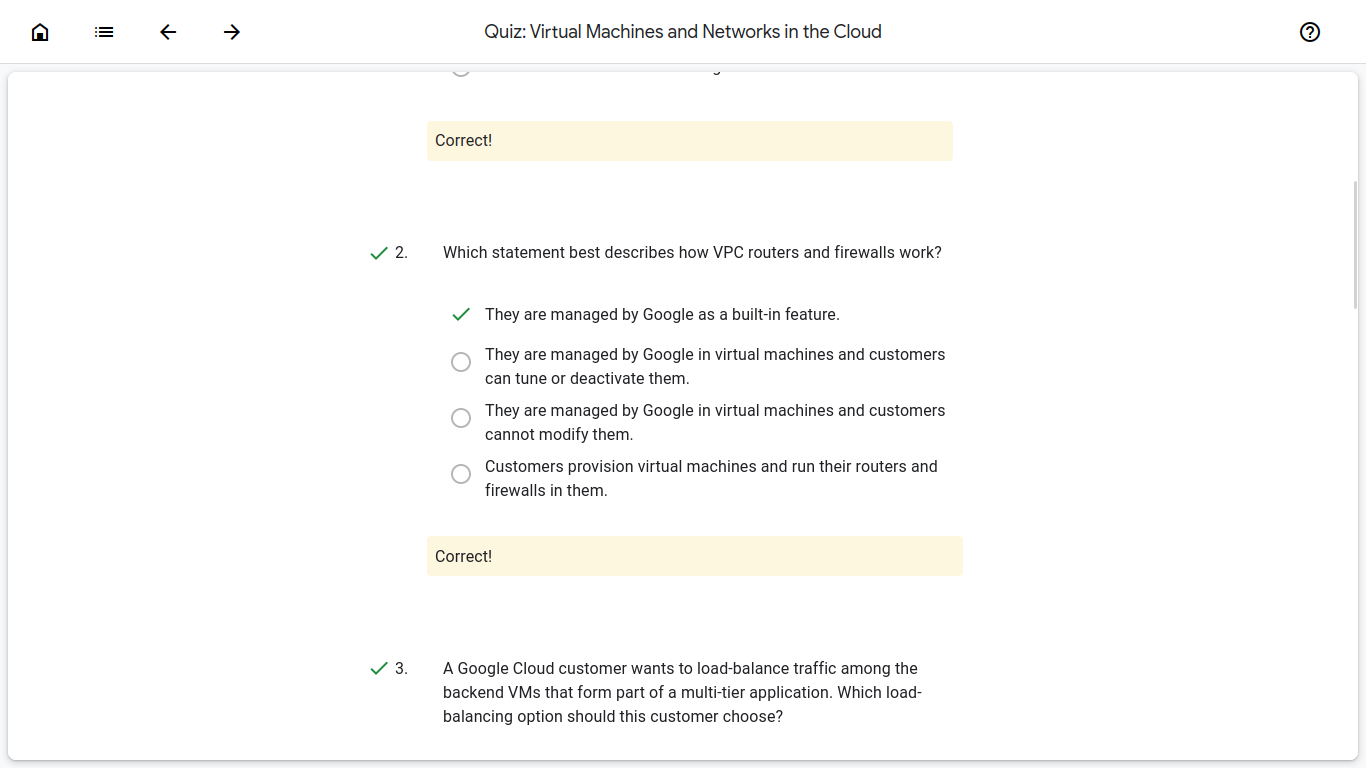 Quiz: Virtual Machines and Networks in the Cloud
Correct!
2. Which statement best describes how VPC routers and firewalls work?
They are managed by Google as a built-in feature.
They are managed by Google in virtual machines and customers
can tune or deactivate them.
They are managed by Google in virtual machines and customers
cannot modify them.
Customers provision virtual machines and run their routers and
firewalls in them.
Correct!
3. A Google Cloud customer wants to load-balance traffic among the
backend VMs that form part of a multi-tier application. Which load-
balancing option should this customer choose?